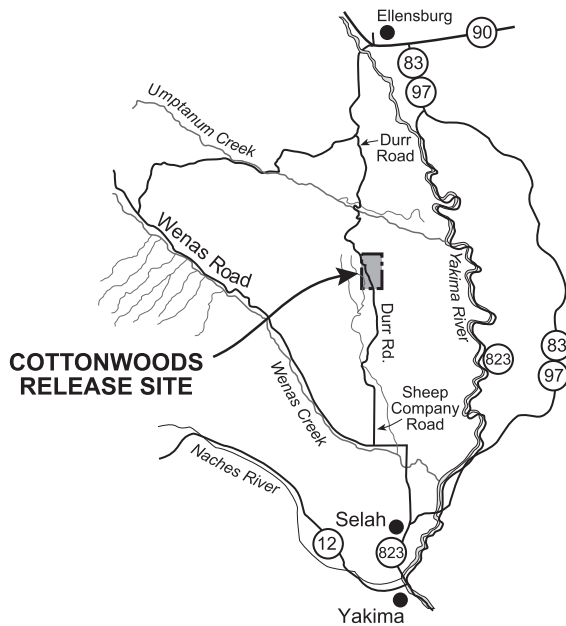 Ellensburg
90
83
97
Umptanum Creek
Durr
Road
Wenas Road
Yakima River
COTTONWOODS
RELEASE SITE
Durr Rd.
823
83
97
Wenas Creek
Sheep
Company
Road
Naches River
Selah
12
823
Yakima